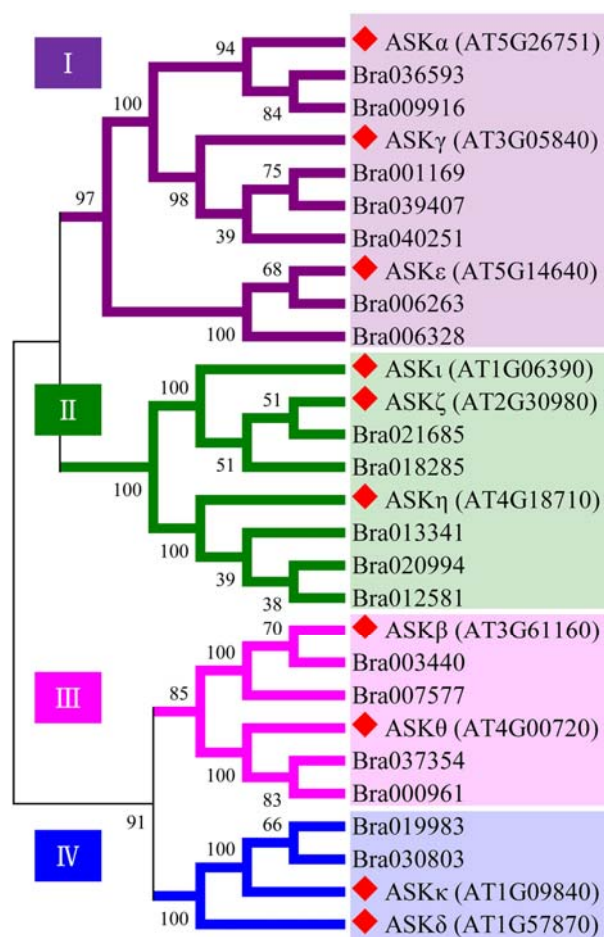 I
94
ASKα (AT5G26751)
Bra036593
84
Bra009916
100
ASKγ (AT3G05840)
75
Bra001169
97
98
Bra039407
39
Bra040251
68
ASKε (AT5G14640)
Bra006263
100
Bra006328
II
100
ASKι (AT1G06390)
51
ASKζ (AT2G30980)
Bra021685
51
Bra018285
100
ASKη (AT4G18710)
100
Bra013341
39
Bra020994
38
Bra012581
III
70
ASKβ (AT3G61160)
100
Bra003440
85
Bra007577
ASKθ (AT4G00720)
100
Bra037354
83
Bra000961
91
IV
66
Bra019983
100
Bra030803
ASKκ (AT1G09840)
100
ASKδ (AT1G57870)